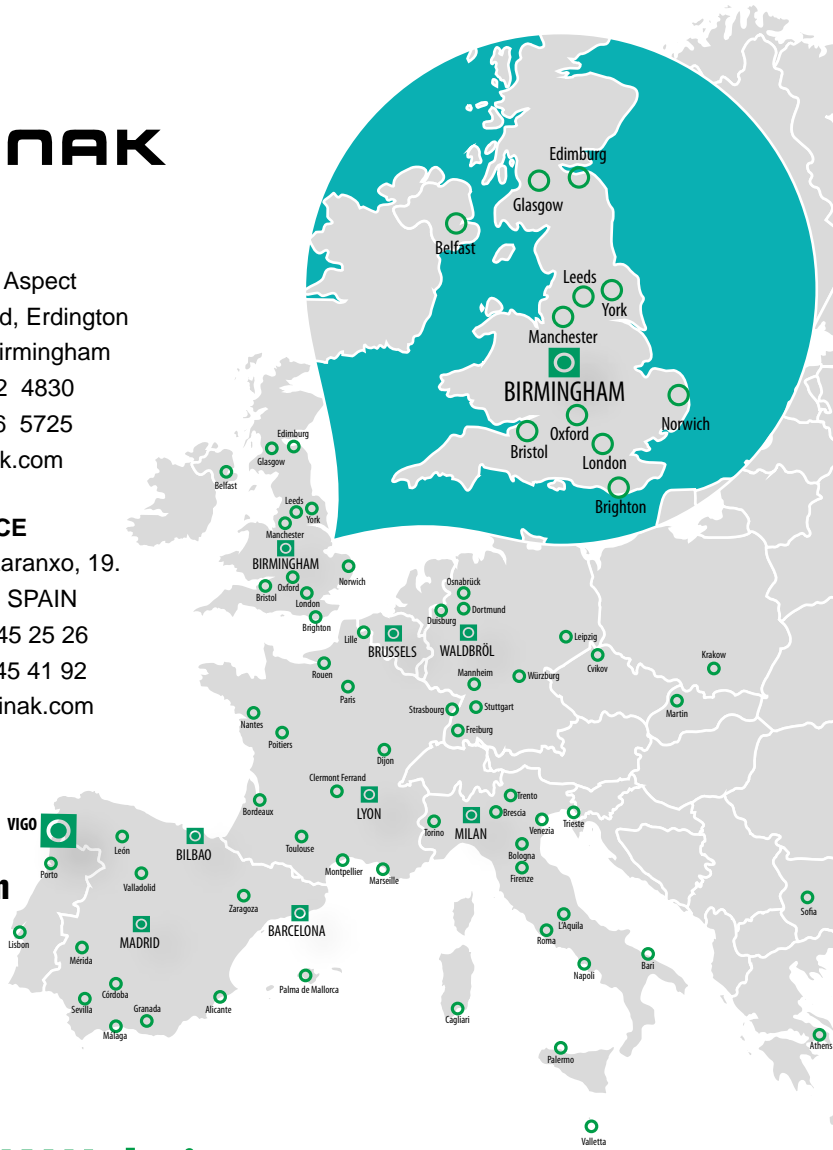 NAK
Aspect
d, Erdington
irmingham
2 4830
6 5725
k.com
CE
aranxo, 19.
SPAIN
45 25 26
45 41 92
inak.com
Edimburg
Glasgow
Belfast
Leeds
York
Manchester
BIRMINGHAM
Norwich
Oxford
Bristol
London
Brighton
Edimburg
Glasgow
Belfast
Leeds
York
Manchester
BIRMINGHAM
Oxford
Norwich
Bristol
London
Brighton
Osnabrück
Dortmund
Duisburg
Lille
BRUSSELS
WALDBRÖL
Leipzig
Cvikov
Krakow
Rouen
Mannheim
Würzburg
Paris
Strasbourg
Stuttgart
Martin
Nantes
Freiburg
Poitiers
Dijon
Clermont Ferrand
Bordeaux
LYON
Trento
Brescia
Torino
MILAN
Venezia
Trieste
VIGO
León
BILBAO
Toulouse
Bologna
Porto
Montpellier
Marseille
Firenze
Valladolid
m
Zaragoza
Sofia
BARCELONA
L'Aquila
Lisbon
MADRID
Roma
Mérida
Napoli
Bari
Palma de Mallorca
Córdoba
Sevilla
Granada
Alicante
Cagliari
Málaga
Athens
Palermo
Valletta